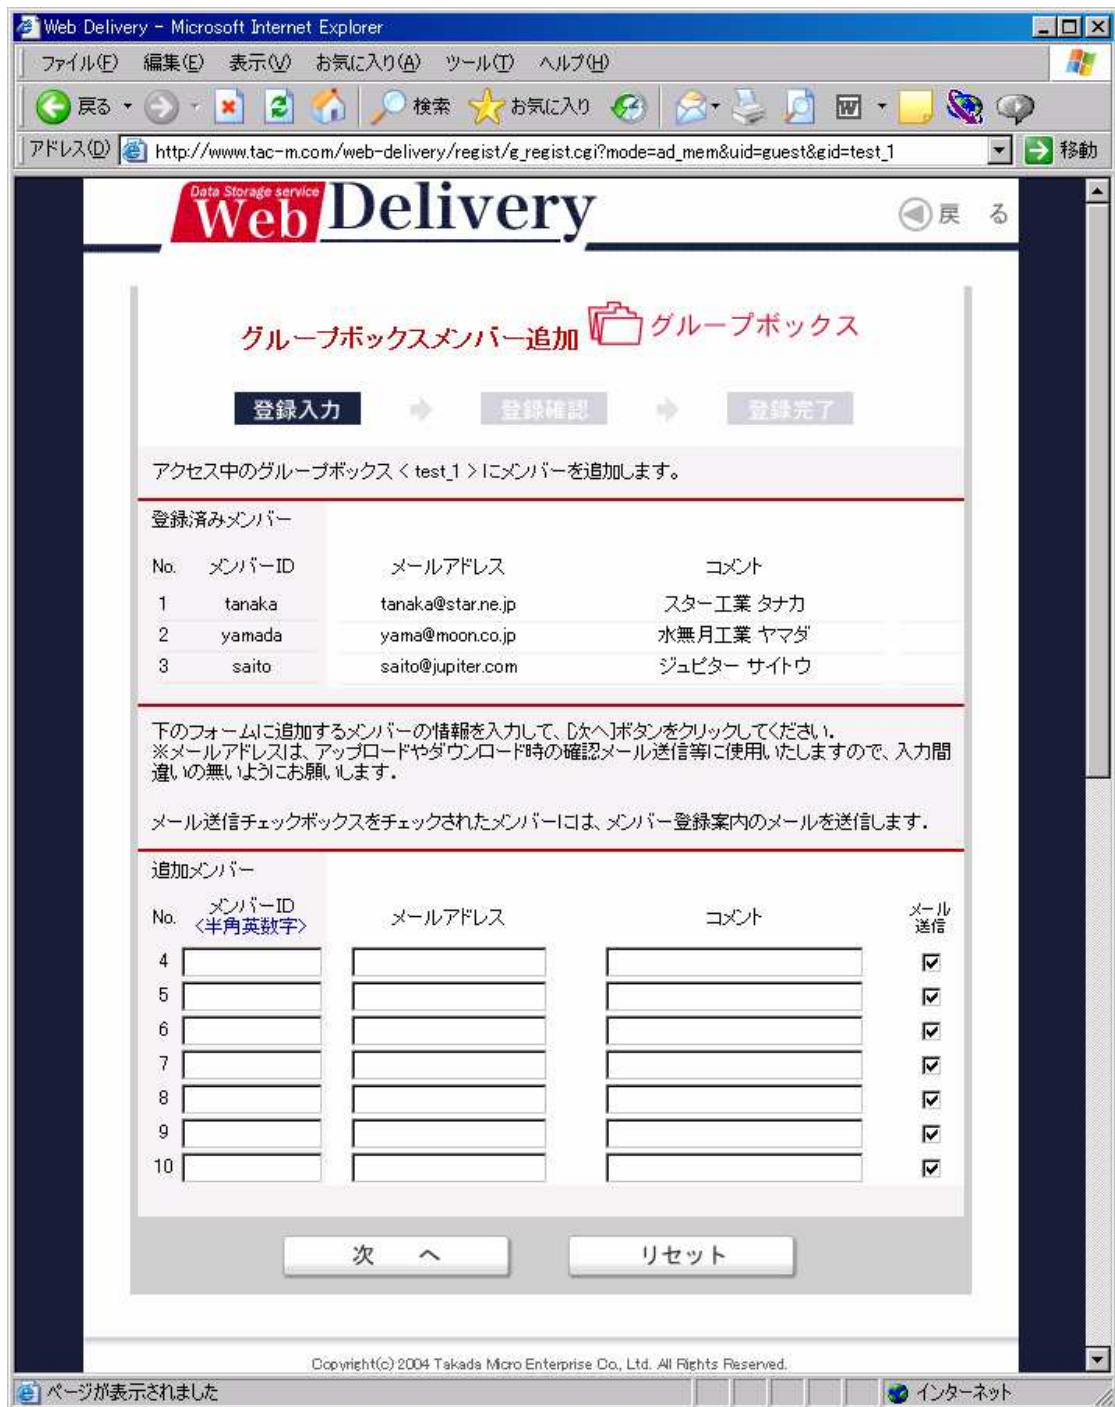 Web Delivery - Microsoft Internet Explorer
ファイル(F) 編集(E) 表示(V) お気に入り(A) ツール(T) ヘルプ(H)
戻る 検索 お気に入り
アドレス(D) http://www.tac-m.com/web-delivery/regist/g_regist.cgi?mode=ad_mem&uid=guest&gid=test_1 移動
Data Storage service
Web Delivery
戻 る
グループボックスメンバー追加 グループボックス
登録入力 登録確認 登録完了
アクセス中のグループボックス < test_1 >にメンバーを追加します。
登録済みメンバー
No. メンバーID メールアドレス コメント
1 tanaka tanaka@star.ne.jp スター工業 タナカ
2 yamada yama@moon.co.jp 水無月工業 ヤマダ
3 saito saito@jupiter.com ジュピター サイトウ
下のフォームに追加するメンバーの情報を入力して、[次へ]ボタンをクリックしてください.
※メールアドレスは、アップロードやダウンロード時の確認メール送信等に使用いたしますので、入力間
違いの無いようにお願いします.
メール送信チェックボックスをチェックされたメンバーには、メンバー登録案内のメールを送信します.
追加メンバー
No. メンバーID <半角英数字> メールアドレス コメント メール送信
4
5
6
7
8
9
10
次 へ リセット
Copyright(c) 2004 Takada Micro Enterprise Co., Ltd. All Rights Reserved.
ページが表示されました インターネット